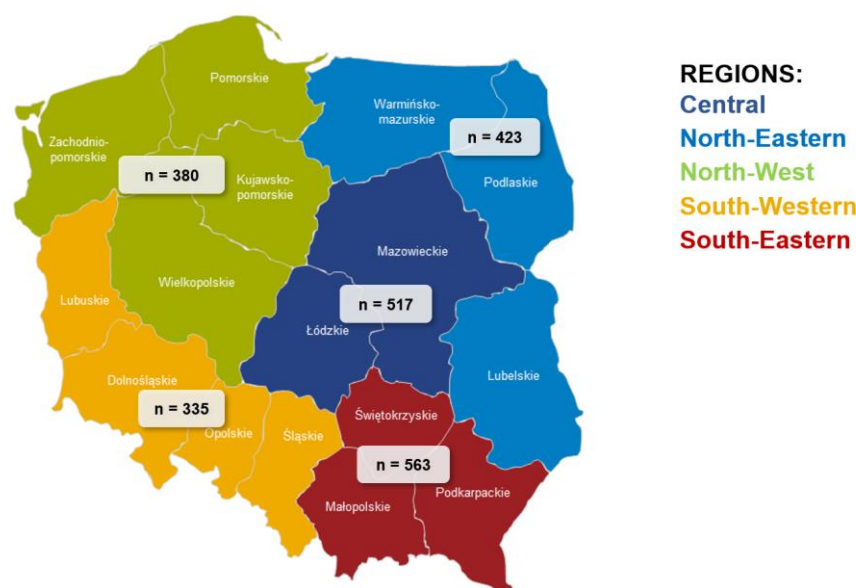 Pomorskie
Warmińsko-
mazurskie
Zachodnio-
pomorskie
n = 380
Kujawsko-
pomorskie
n = 423
Podlaskie
Mazowieckie
Wielkopolskie
Lubuskie
n = 517
Łódzkie
Lubelskie
Dolnośląskie
n = 335
Opolskie
Śląskie
Świętokrzyskie
n = 563
Małopolskie
Podkarpackie
REGIONS:
Central
North-Eastern
North-West
South-Western
South-Eastern